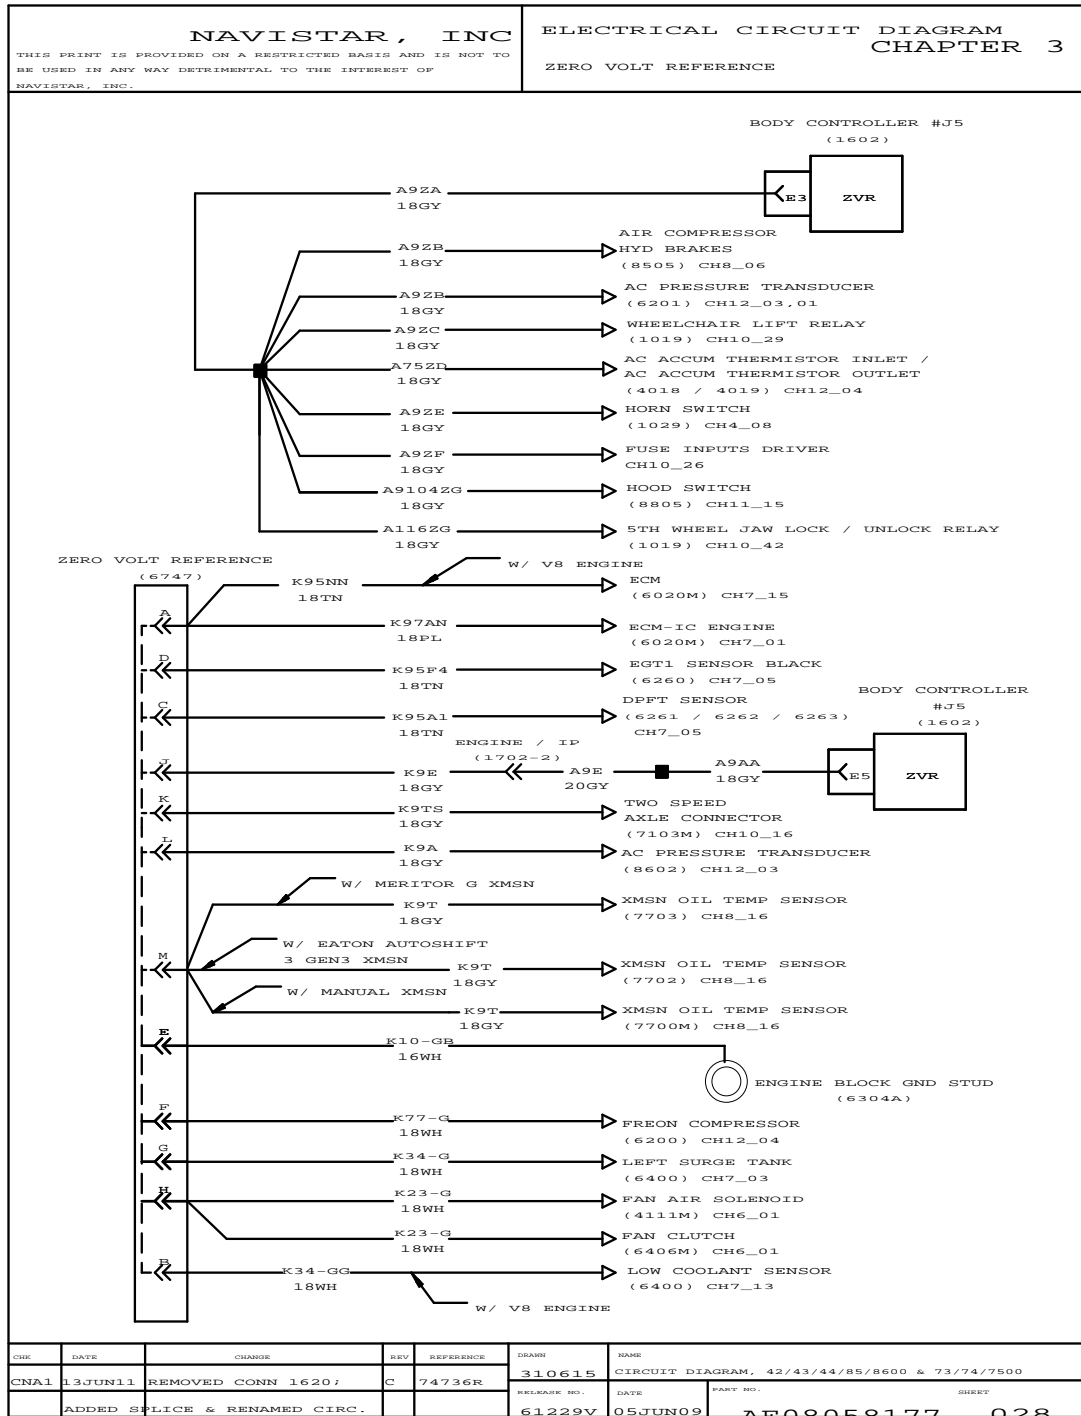 NAVISTAR, INC
THIS PRINT IS PROVIDED ON A RESTRICTED BASIS AND IS NOT TO
BE USED IN ANY WAY DETRIMENTAL TO THE INTEREST OF
NAVISTAR, INC.
ELECTRICAL CIRCUIT DIAGRAM
CHAPTER 3
ZERO VOLT REFERENCE
BODY CONTROLLER #J5
(1602)
A9ZA
18GY
E3
ZVR
A9ZB
18GY
AIR COMPRESSOR
HYD BRAKES
(8505) CH8_06
A9ZB
18GY
AC PRESSURE TRANSDUCER
(6201) CH12_03,01
A9ZC
18GY
WHEELCHAIR LIFT RELAY
(1019) CH10_29
A75ZD
18GY
AC ACCUM THERMISTOR INLET /
AC ACCUM THERMISTOR OUTLET
(4018 / 4019) CH12_04
A9ZE
18GY
HORN SWITCH
(1029) CH4_08
A9ZF
18GY
FUSE INPUTS DRIVER
CH10_26
A9104ZG
18GY
HOOD SWITCH
(8805) CH11_15
A116ZG
18GY
5TH WHEEL JAW LOCK / UNLOCK RELAY
(1019) CH10_42
ZERO VOLT REFERENCE
(6747)
W/ V8 ENGINE
K95NN
18TN
ECM
(6020M) CH7_15
A
K97AN
18PL
ECM-IC ENGINE
(6020M) CH7_01
D
K95F4
18TN
EGT1 SENSOR BLACK
(6260) CH7_05
C
K95A1
18TN
DPFT SENSOR
(6261 / 6262 / 6263)
CH7_05
BODY CONTROLLER
#J5
(1602)
J
K9E
18GY
ENGINE / IP
(1702-2)
A9E
20GY
A9AA
18GY
E5
ZVR
K
K9TS
18GY
TWO SPEED
AXLE CONNECTOR
(7103M) CH10_16
L
K9A
18GY
AC PRESSURE TRANSDUCER
(8602) CH12_03
W/ MERITOR G XMSN
K9T
18GY
XMSN OIL TEMP SENSOR
(7703) CH8_16
M
W/ EATON AUTOSHIFT
3 GEN3 XMSN
K9T
18GY
XMSN OIL TEMP SENSOR
(7702) CH8_16
W/ MANUAL XMSN
K9T
18GY
XMSN OIL TEMP SENSOR
(7700M) CH8_16
E
K10-GB
16WH
ENGINE BLOCK GND STUD
(6304A)
F
K77-G
18WH
FREON COMPRESSOR
(6200) CH12_04
G
K34-G
18WH
LEFT SURGE TANK
(6400) CH7_03
H
K23-G
18WH
FAN AIR SOLENOID
(4111M) CH6_01
K23-G
18WH
FAN CLUTCH
(6406M) CH6_01
B
K34-GG
18WH
LOW COOLANT SENSOR
(6400) CH7_13
W/ V8 ENGINE
CHK DATE CHANGE REV REFERENCE
CNA1 13JUN11 REMOVED CONN 1620; C 74736R
ADDED SPLICE & RENAMED CIRC.
DRAWN
310615
NAME
CIRCUIT DIAGRAM, 42/43/44/85/8600 & 73/74/7500
RELEASE NO.
61229V
DATE
05JUN09
PART NO.
AE08058177
SHEET
028